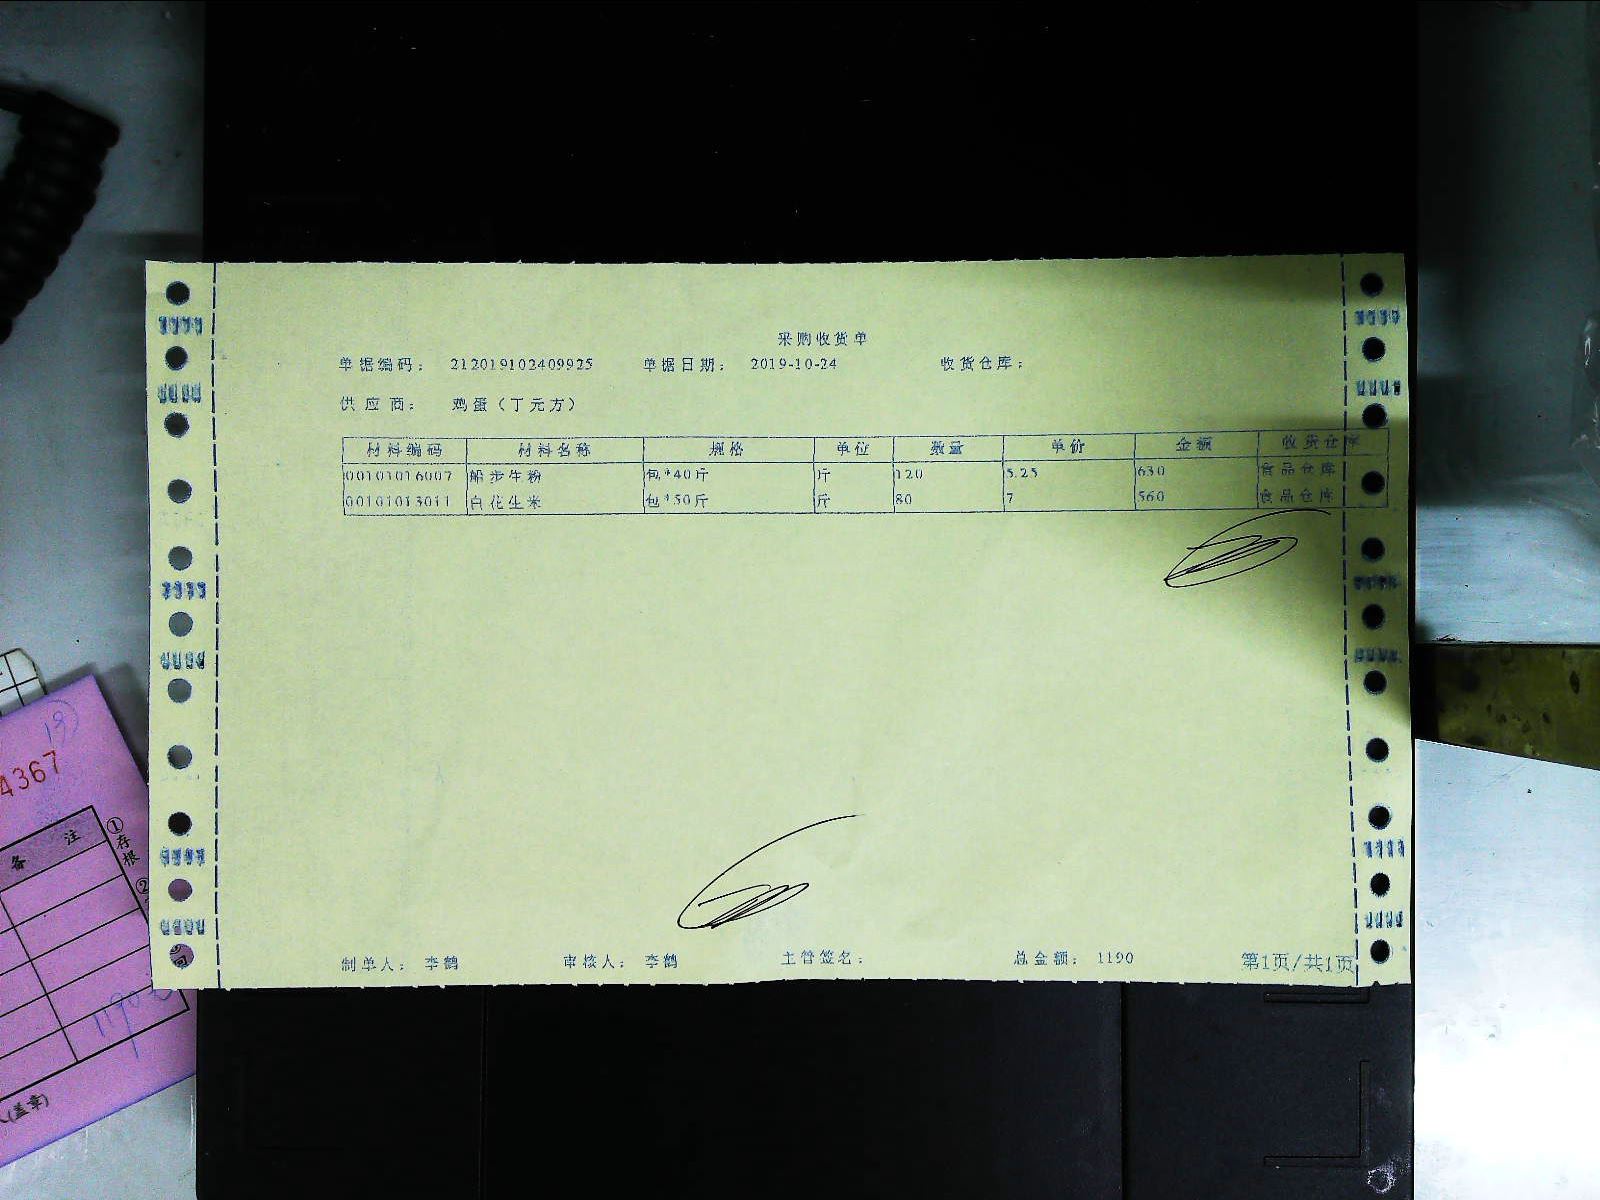 采购收货单
单据编码： 212019102409925 单据日期： 2019-10-24 收货仓库：
供应商： 鸡蛋（丁元方）
材料编码 材料名称 规格 单位 数量 单价 金额 收货仓库
00101016007 船步牛粉 包*40斤 斤 120 5.25 630 食品仓库
00101013011 白花生米 包*50斤 斤 80 7 560 食品仓库
制单人： 李鹤 审核人： 李鹤 主管签名： 总金额： 1190 第1页/共1页
19
4367
备 注
①存根
②
(盖章)